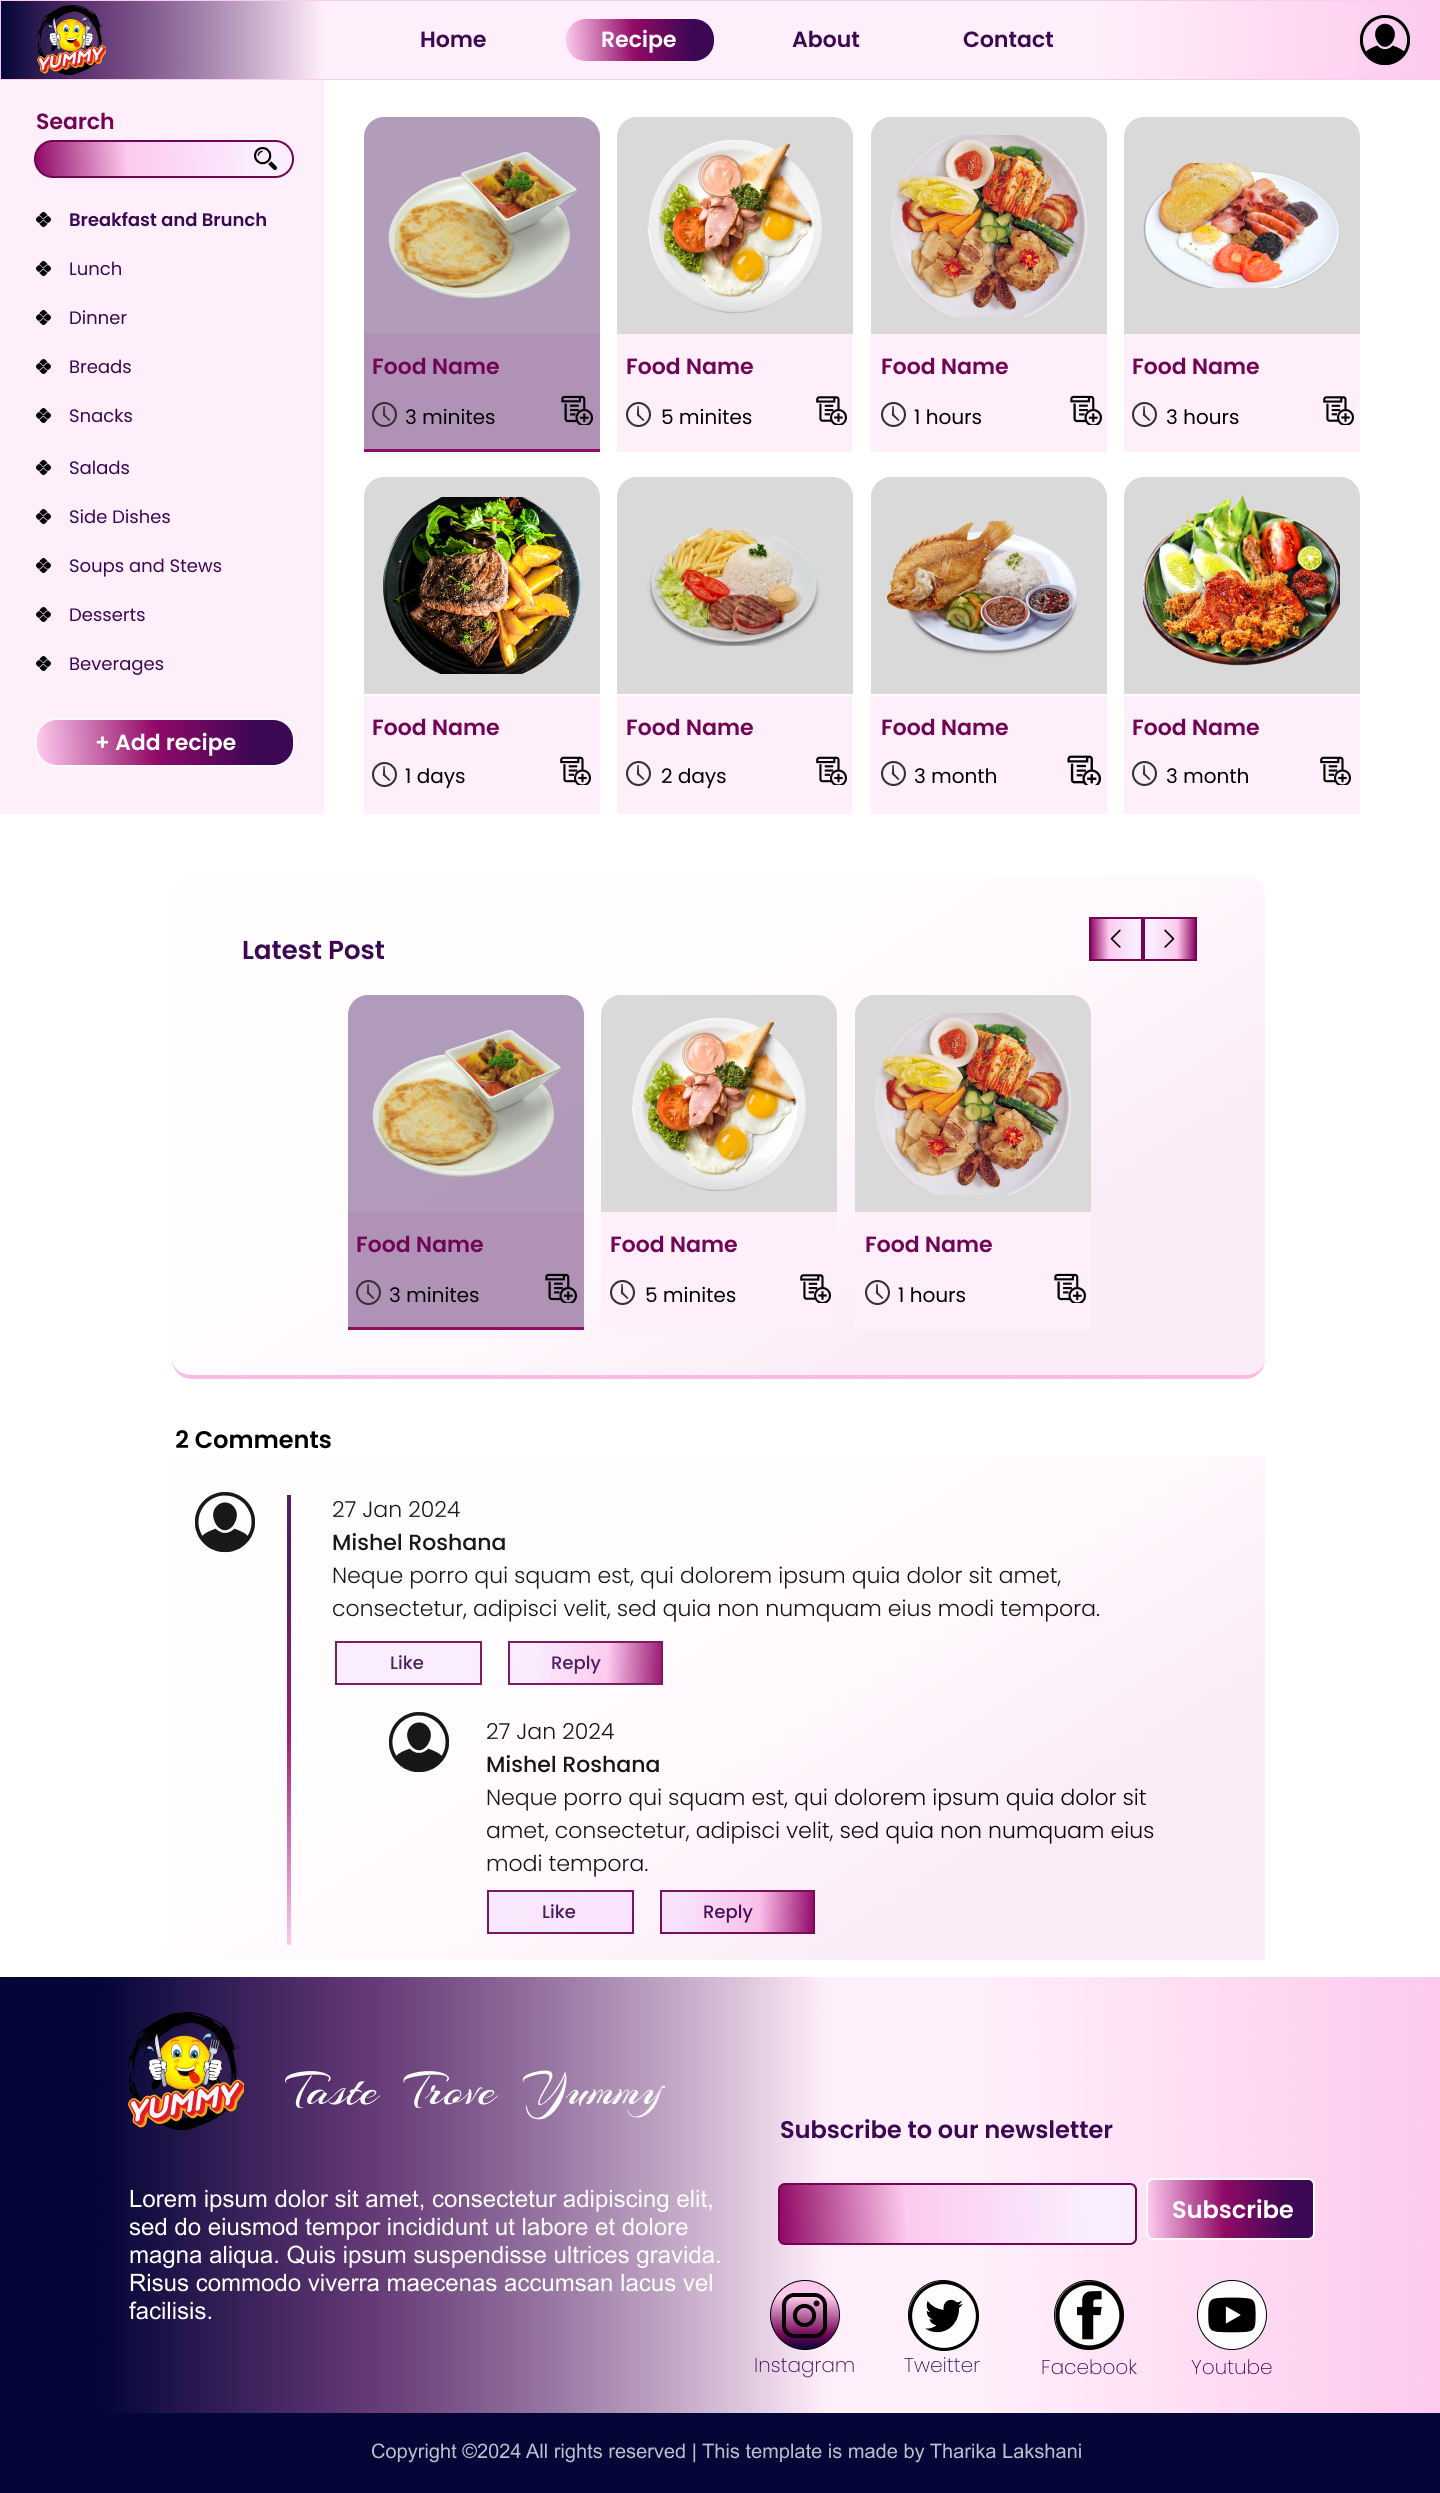 YUMMY
Home
Recipe
About
Contact
Search
Breakfast and Brunch
Lunch
Dinner
Breads
Snacks
Salads
Side Dishes
Soups and Stews
Desserts
Beverages
+ Add recipe
Food Name
3 minites
Food Name
5 minites
Food Name
1 hours
Food Name
3 hours
Food Name
1 days
Food Name
2 days
Food Name
3 month
Food Name
3 month
Latest Post
Food Name
3 minites
Food Name
5 minites
Food Name
1 hours
2 Comments
27 Jan 2024
Mishel Roshana
Neque porro qui squam est, qui dolorem ipsum quia dolor sit amet,
consectetur, adipisci velit, sed quia non numquam eius modi tempora.
Like
Reply
27 Jan 2024
Mishel Roshana
Neque porro qui squam est, qui dolorem ipsum quia dolor sit
amet, consectetur, adipisci velit, sed quia non numquam eius
modi tempora.
Like
Reply
YUMMY
Taste Trove Yummy
Lorem ipsum dolor sit amet, consectetur adipiscing elit,
sed do eiusmod tempor incididunt ut labore et dolore
magna aliqua. Quis ipsum suspendisse ultrices gravida.
Risus commodo viverra maecenas accumsan lacus vel
facilisis.
Subscribe to our newsletter
Subscribe
Instagram
Tweitter
Facebook
Youtube
Copyright ©2024 All rights reserved | This template is made by Tharika Lakshani